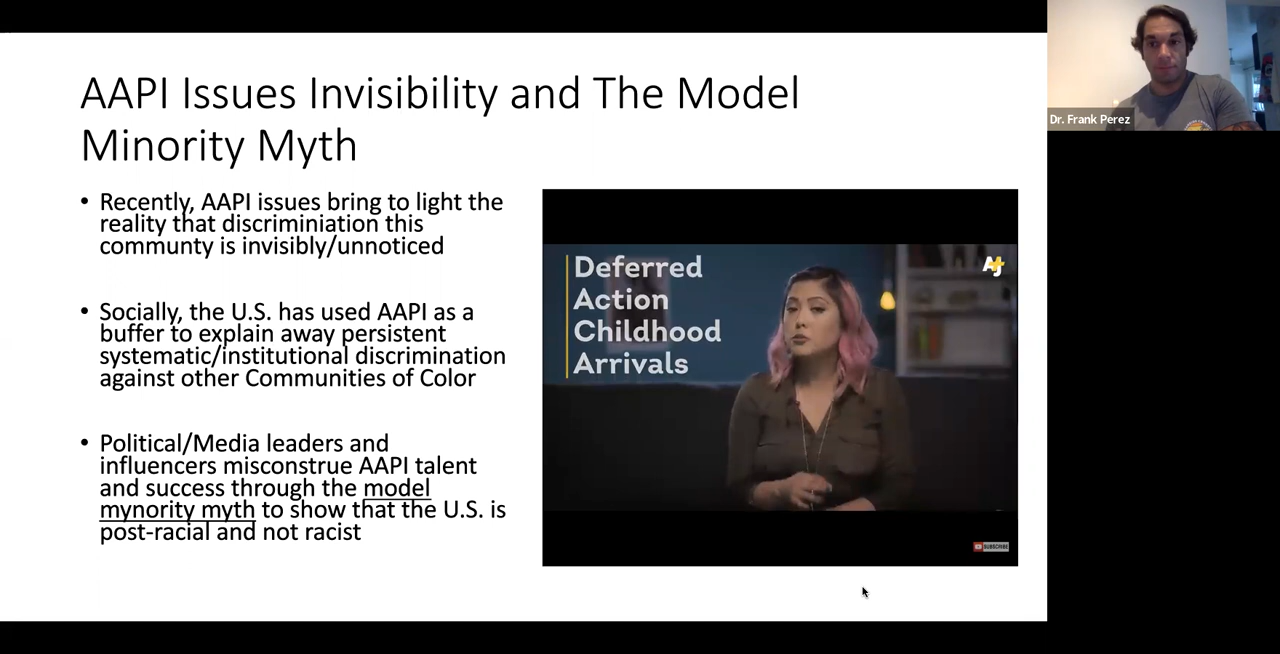 AAPI Issues Invisibility and The Model
Minority Myth
• Recently, AAPI issues bring to light the
reality that discriminiation this
communty is invisibly/unnoticed
• Socially, the U.S. has used AAPI as a
buffer to explain away persistent
systematic/institutional discrimination
against other Communities of Color
• Political/Media leaders and
influencers misconstrue AAPI talent
and success through the model
mynority myth to show that the U.S. is
post-racial and not racist
Deferred
Action
Childhood
Arrivals
AJ+
SUBSCRIBE
Dr. Frank Perez